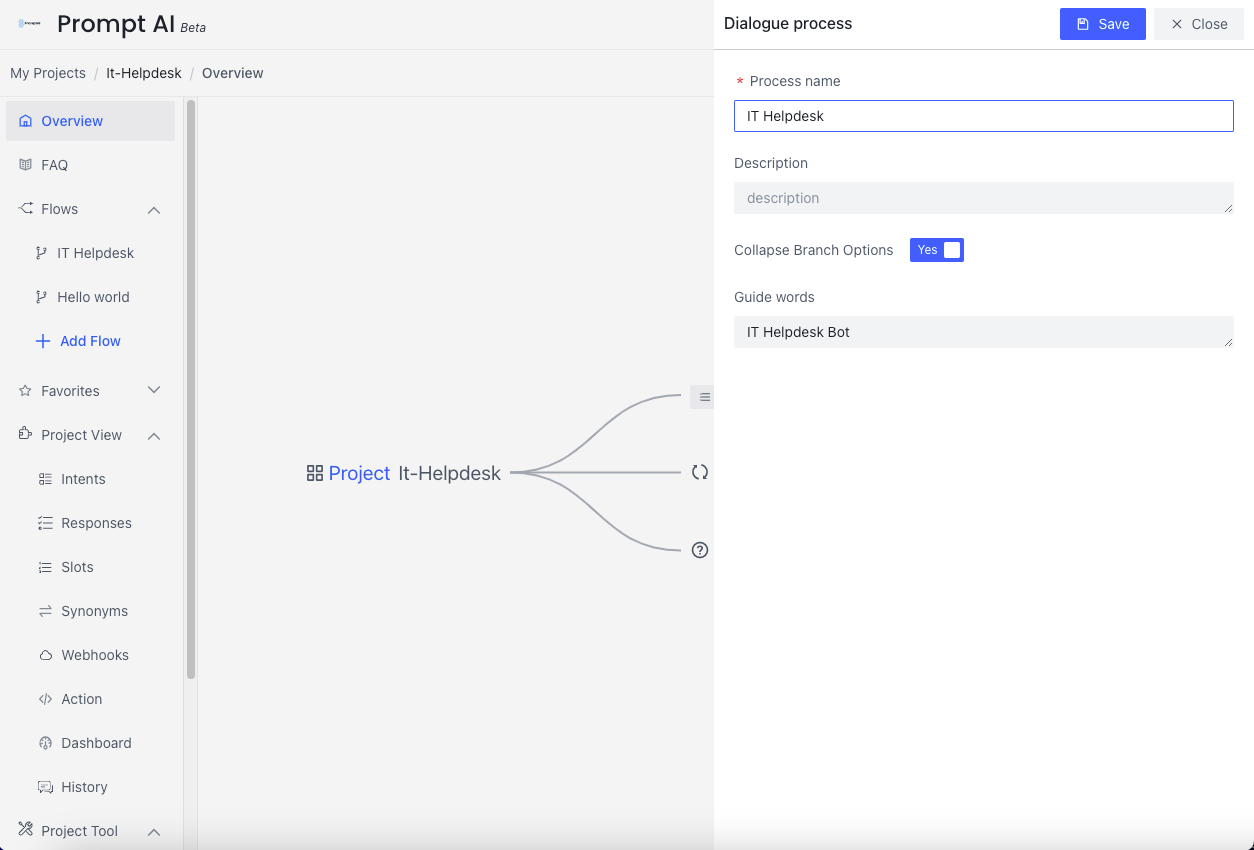 Prompt AI Beta
Dialogue process
Save
Close
My Projects / It-Helpdesk / Overview
* Process name
IT Helpdesk
Description
description
Collapse Branch Options Yes
Guide words
IT Helpdesk Bot
Overview
FAQ
Flows
IT Helpdesk
Hello world
Add Flow
Favorites
Project View
Intents
Responses
Slots
Synonyms
Webhooks
Action
Dashboard
History
Project Tool
Project It-Helpdesk